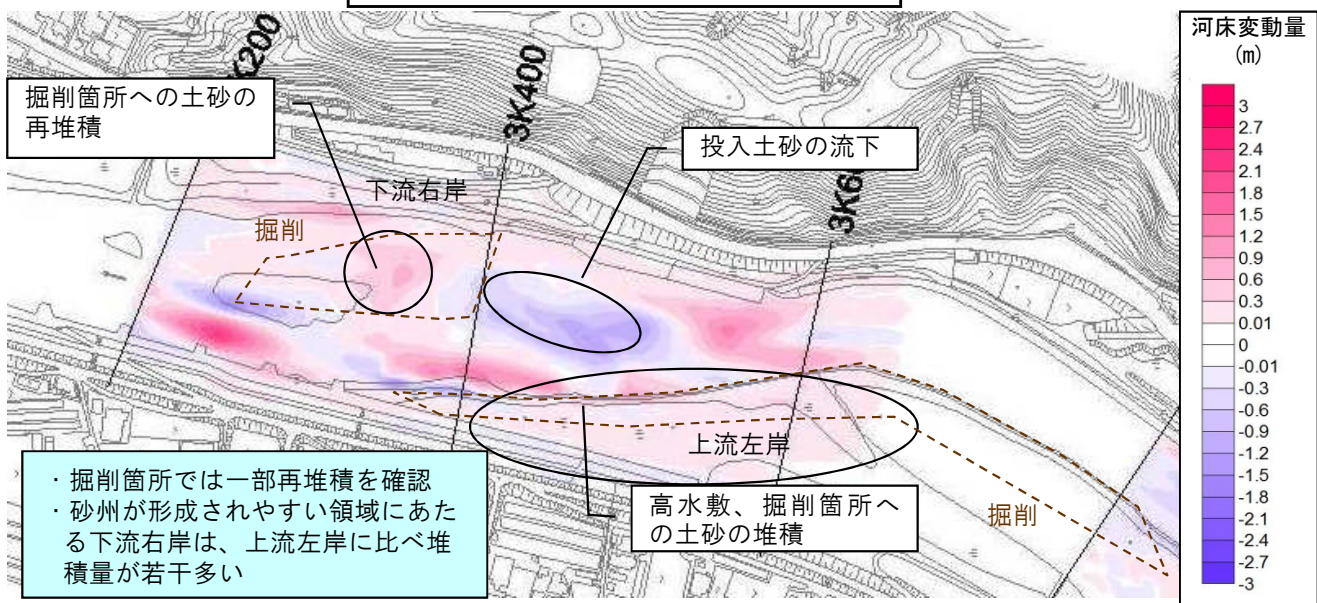 河床変動量
(m)
3
2.7
2.4
2.1
1.8
1.5
1.2
0.9
0.6
0.3
0.01
0
-0.01
-0.3
-0.6
-0.9
-1.2
-1.5
-1.8
-2.1
-2.4
-2.7
-3
3K400
掘削箇所への土砂の
再堆積
投入土砂の流下
下流右岸
掘削
上流左岸
高水敷、掘削箇所へ
の土砂の堆積
掘削
・掘削箇所では一部再堆積を確認
・砂州が形成されやすい領域にあた
る下流右岸は、上流左岸に比べ堆
積量が若干多い